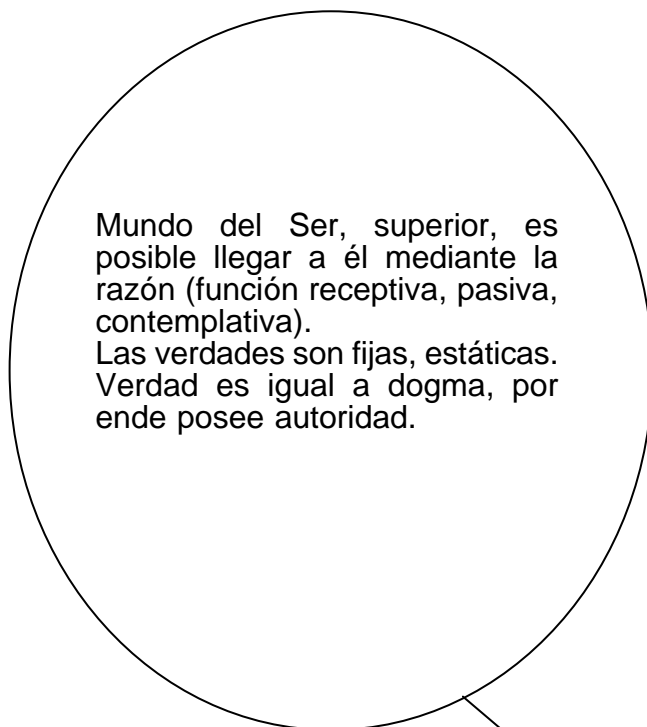 Mundo del Ser, superior, es
posible llegar a él mediante la
razón (función receptiva, pasiva,
contemplativa).
Las verdades son fijas, estáticas.
Verdad es igual a dogma, por
ende posee autoridad.